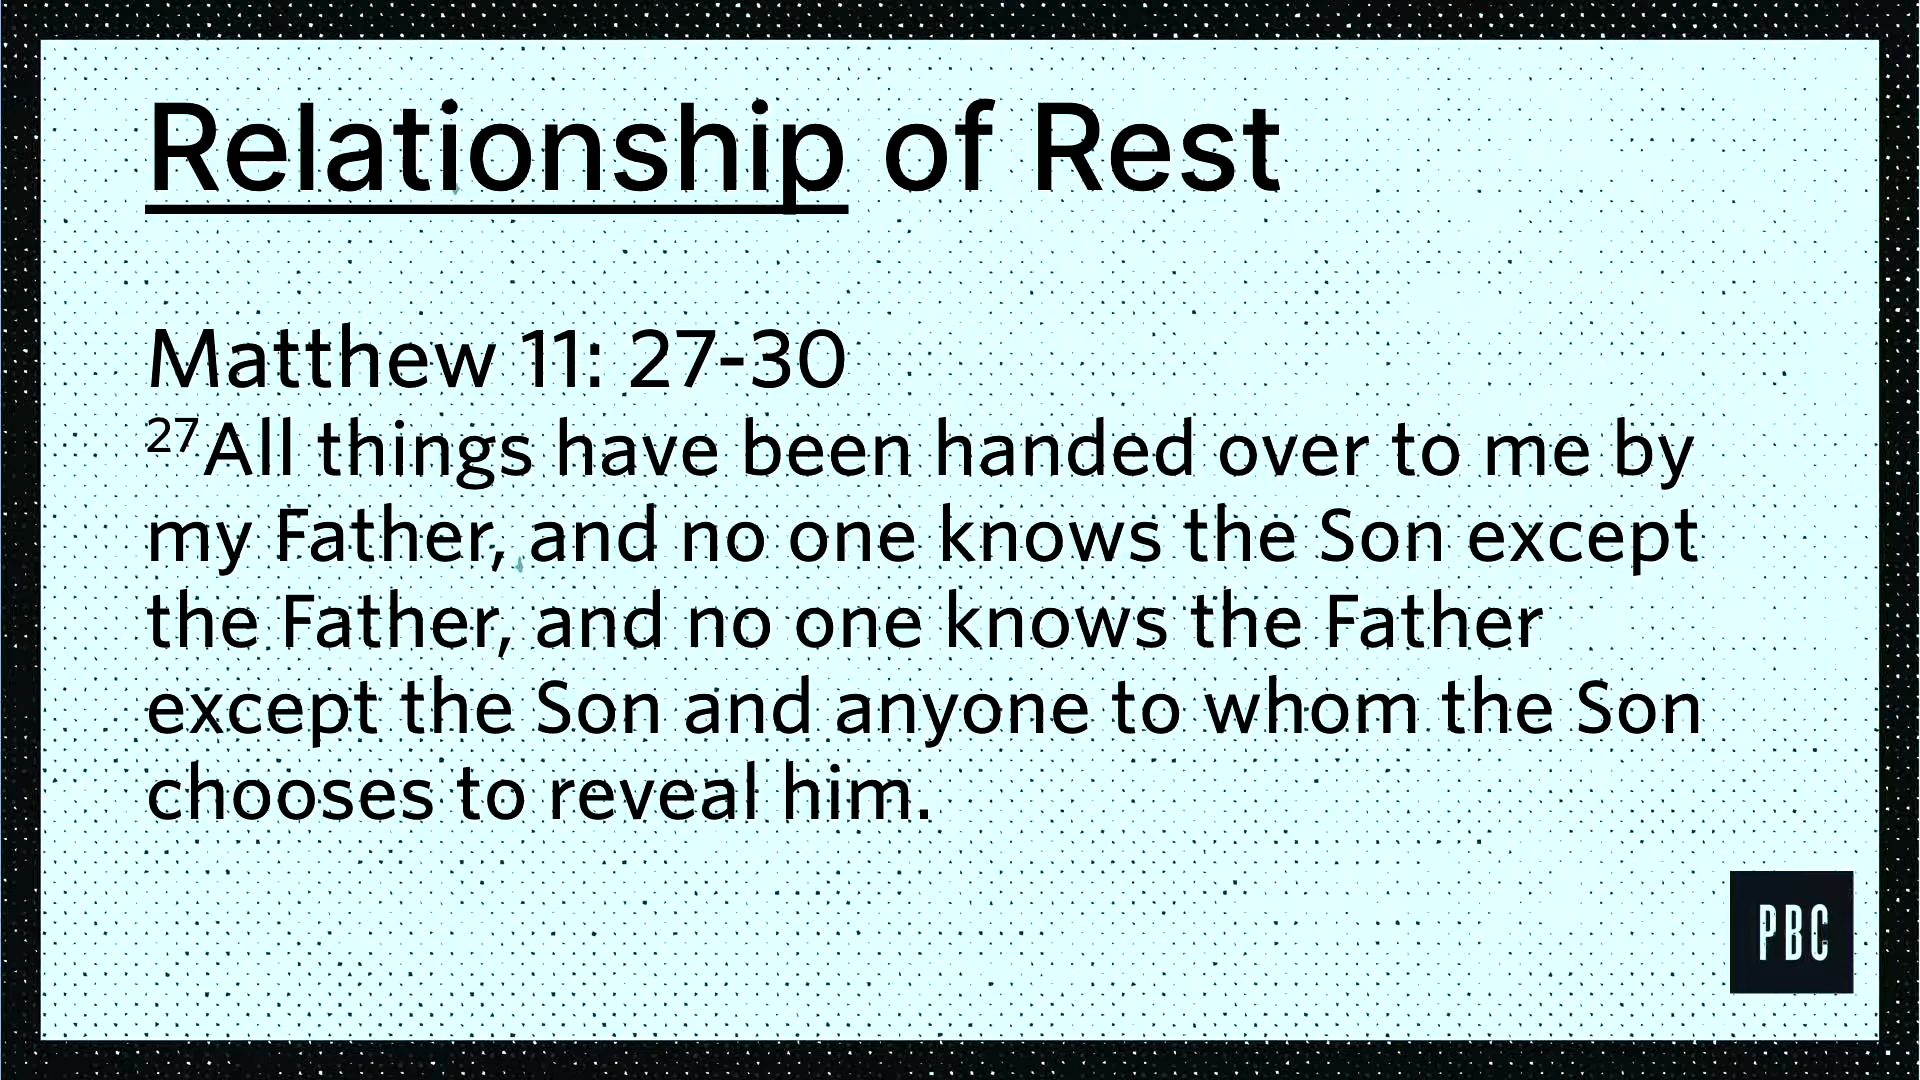 Relationship of Rest
Matthew 11: 27-30
27All things have been handed over to me by
my Father, and no one knows the Son except
the Father, and no one knows the Father
except the Son and anyone to whom the Son
chooses to reveal him.
PBC